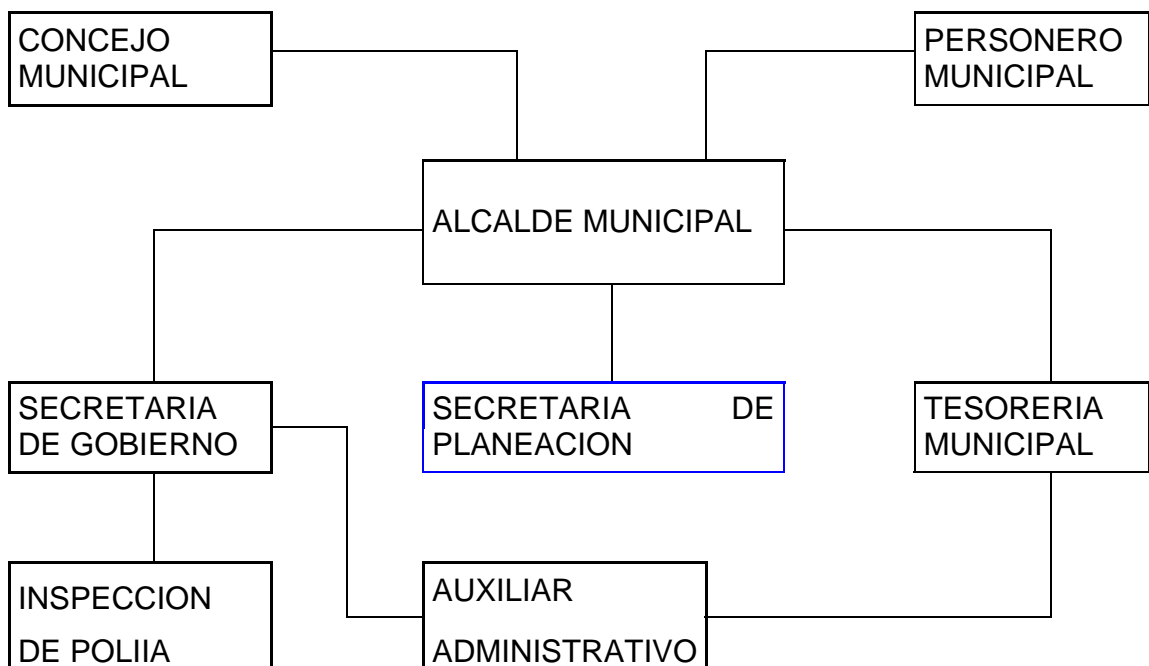 CONCEJO
MUNICIPAL
PERSONERO
MUNICIPAL
ALCALDE MUNICIPAL
SECRETARIA
DE GOBIERNO
SECRETARIA DE
PLANEACION
TESORERIA
MUNICIPAL
INSPECCION
DE POLIIA
AUXILIAR
ADMINISTRATIVO